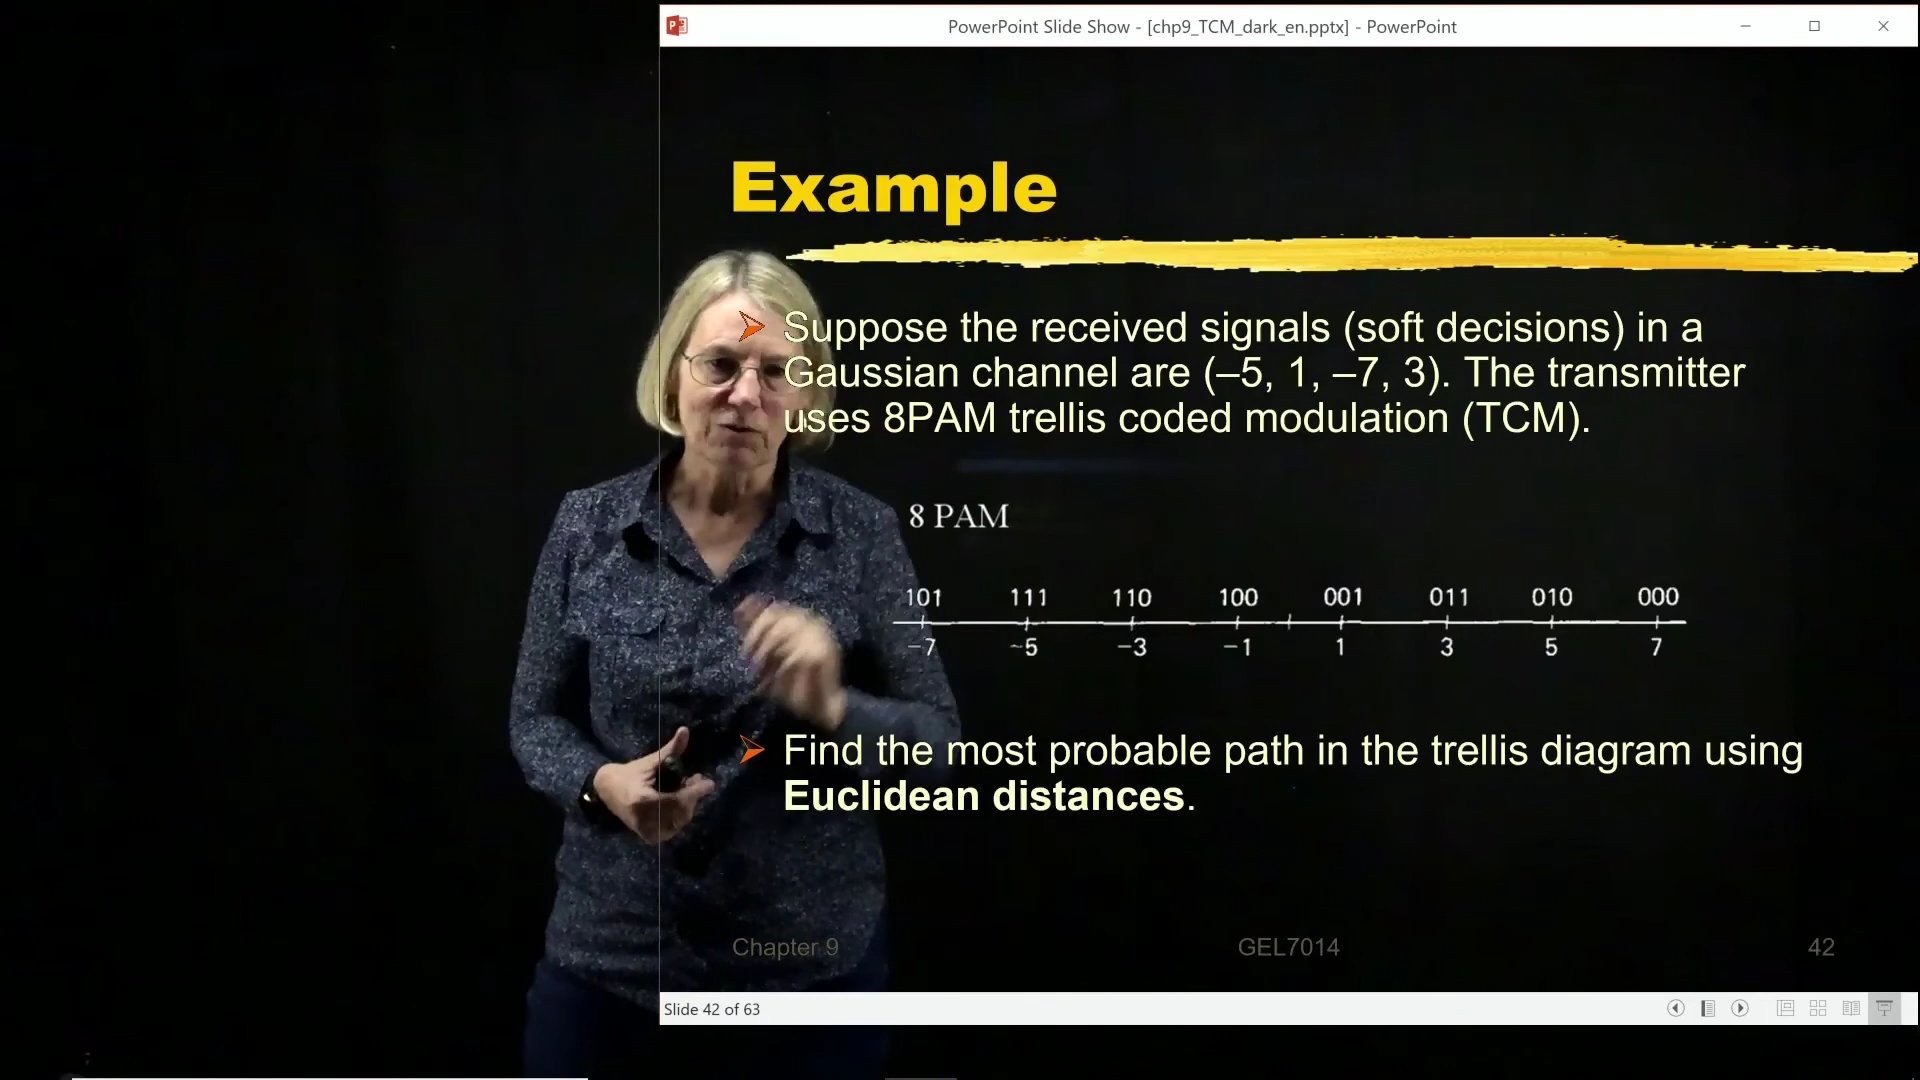 PowerPoint Slide Show - [chp9_TCM_dark_en.pptx] - PowerPoint
Example
Suppose the received signals (soft decisions) in a
Gaussian channel are (–5, 1, –7, 3). The transmitter
uses 8PAM trellis coded modulation (TCM).
8 PAM
101 111 110 100 001 011 010 000
−7 −5 −3 −1 1 3 5 7
Find the most probable path in the trellis diagram using
Euclidean distances.
Chapter 9 GEL7014 42
Slide 42 of 63